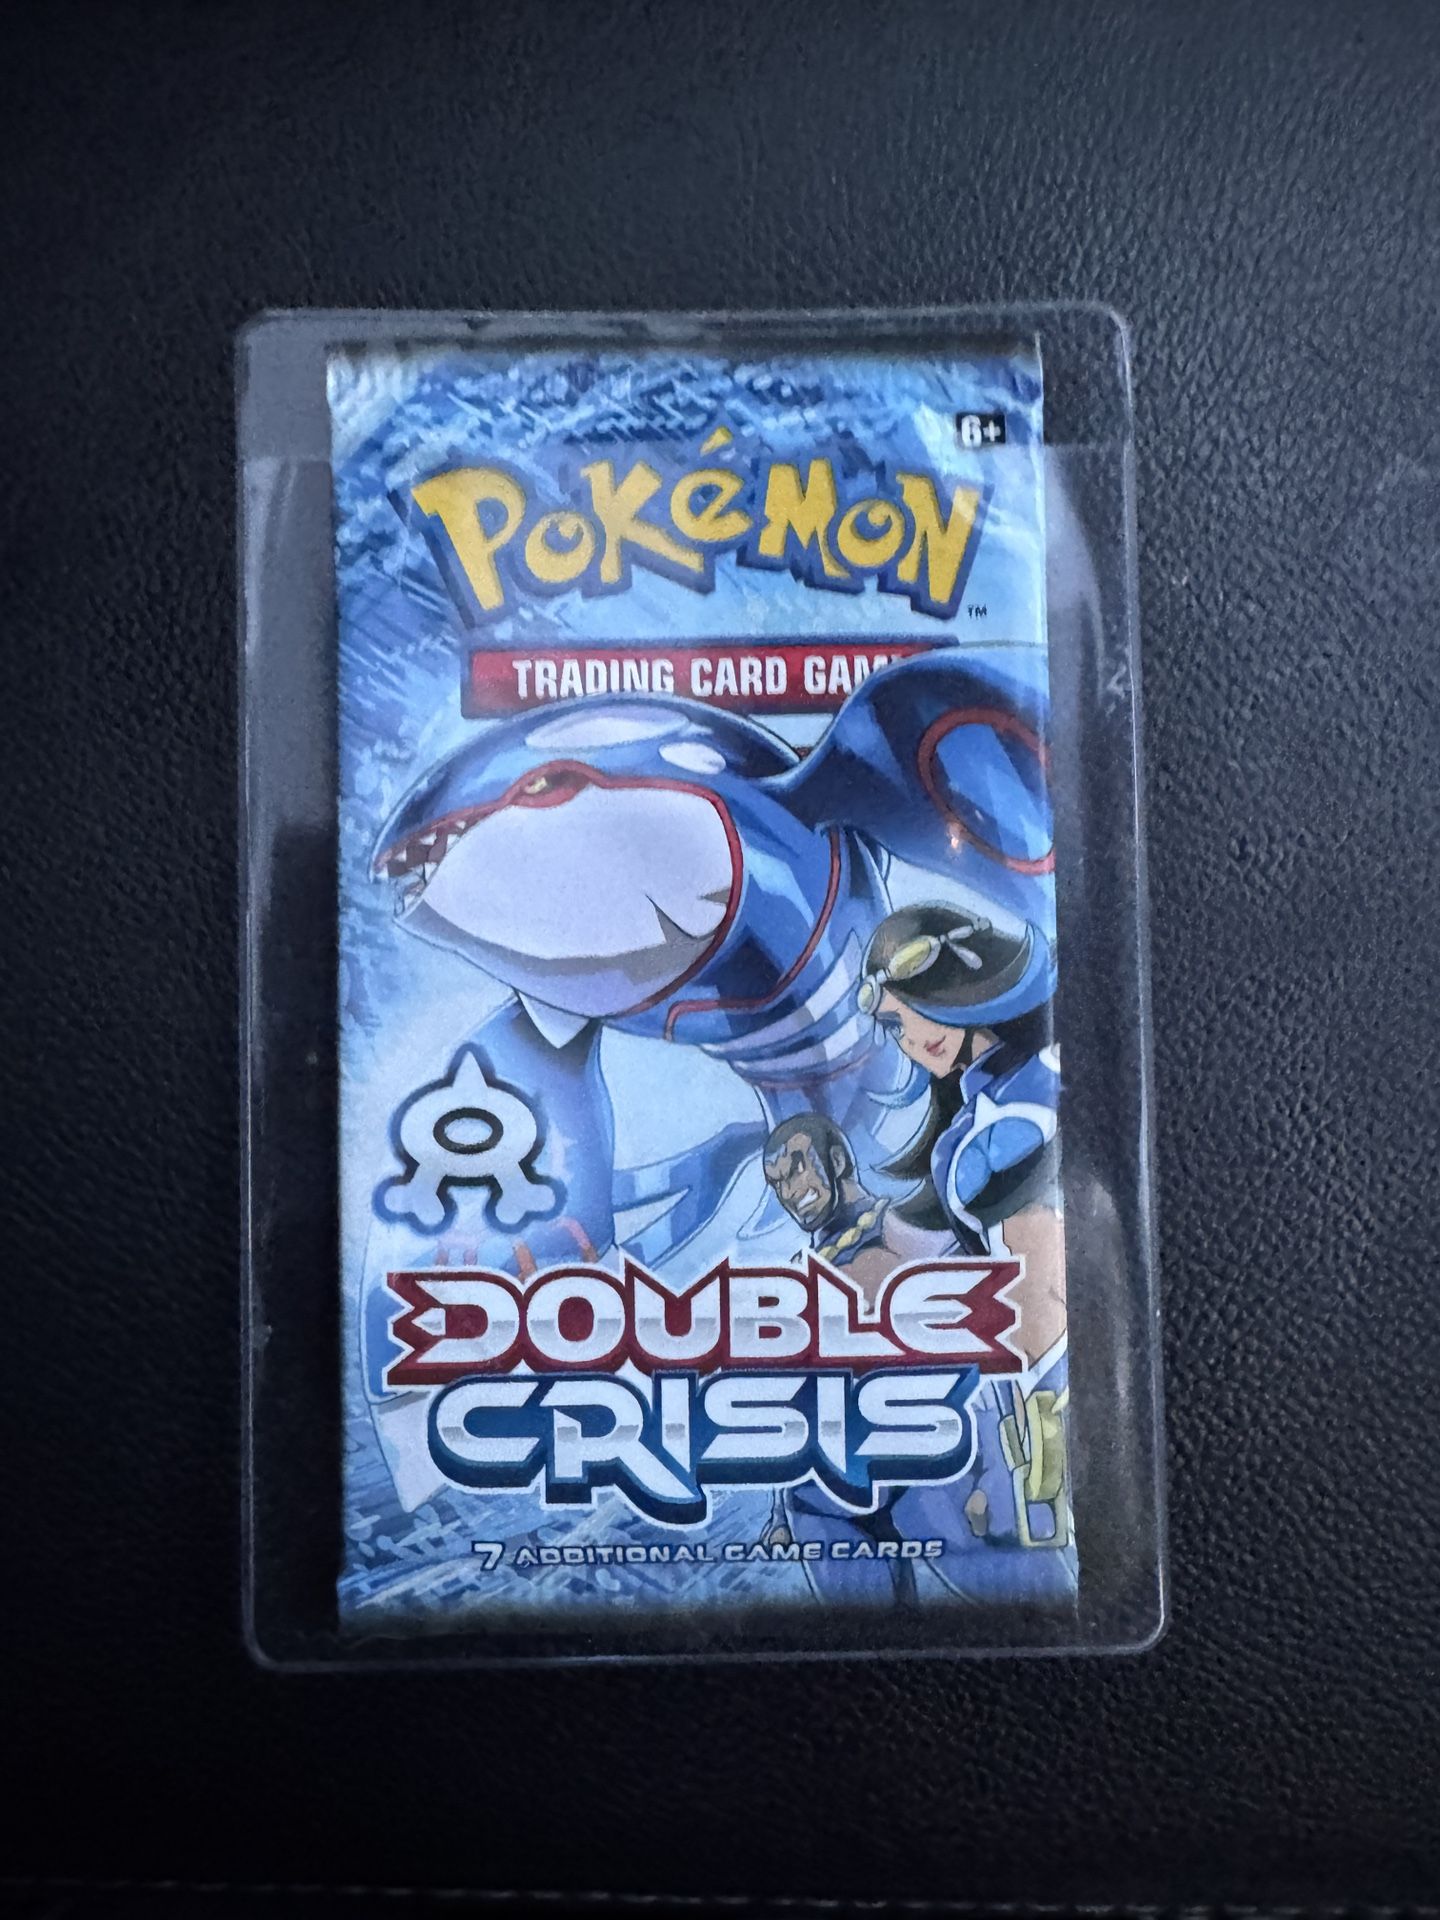 6+
POKéMON
TM
TRADING CARD GAM
DOUBLE
CRISIS
7 ADDITIONAL GAME CARDS